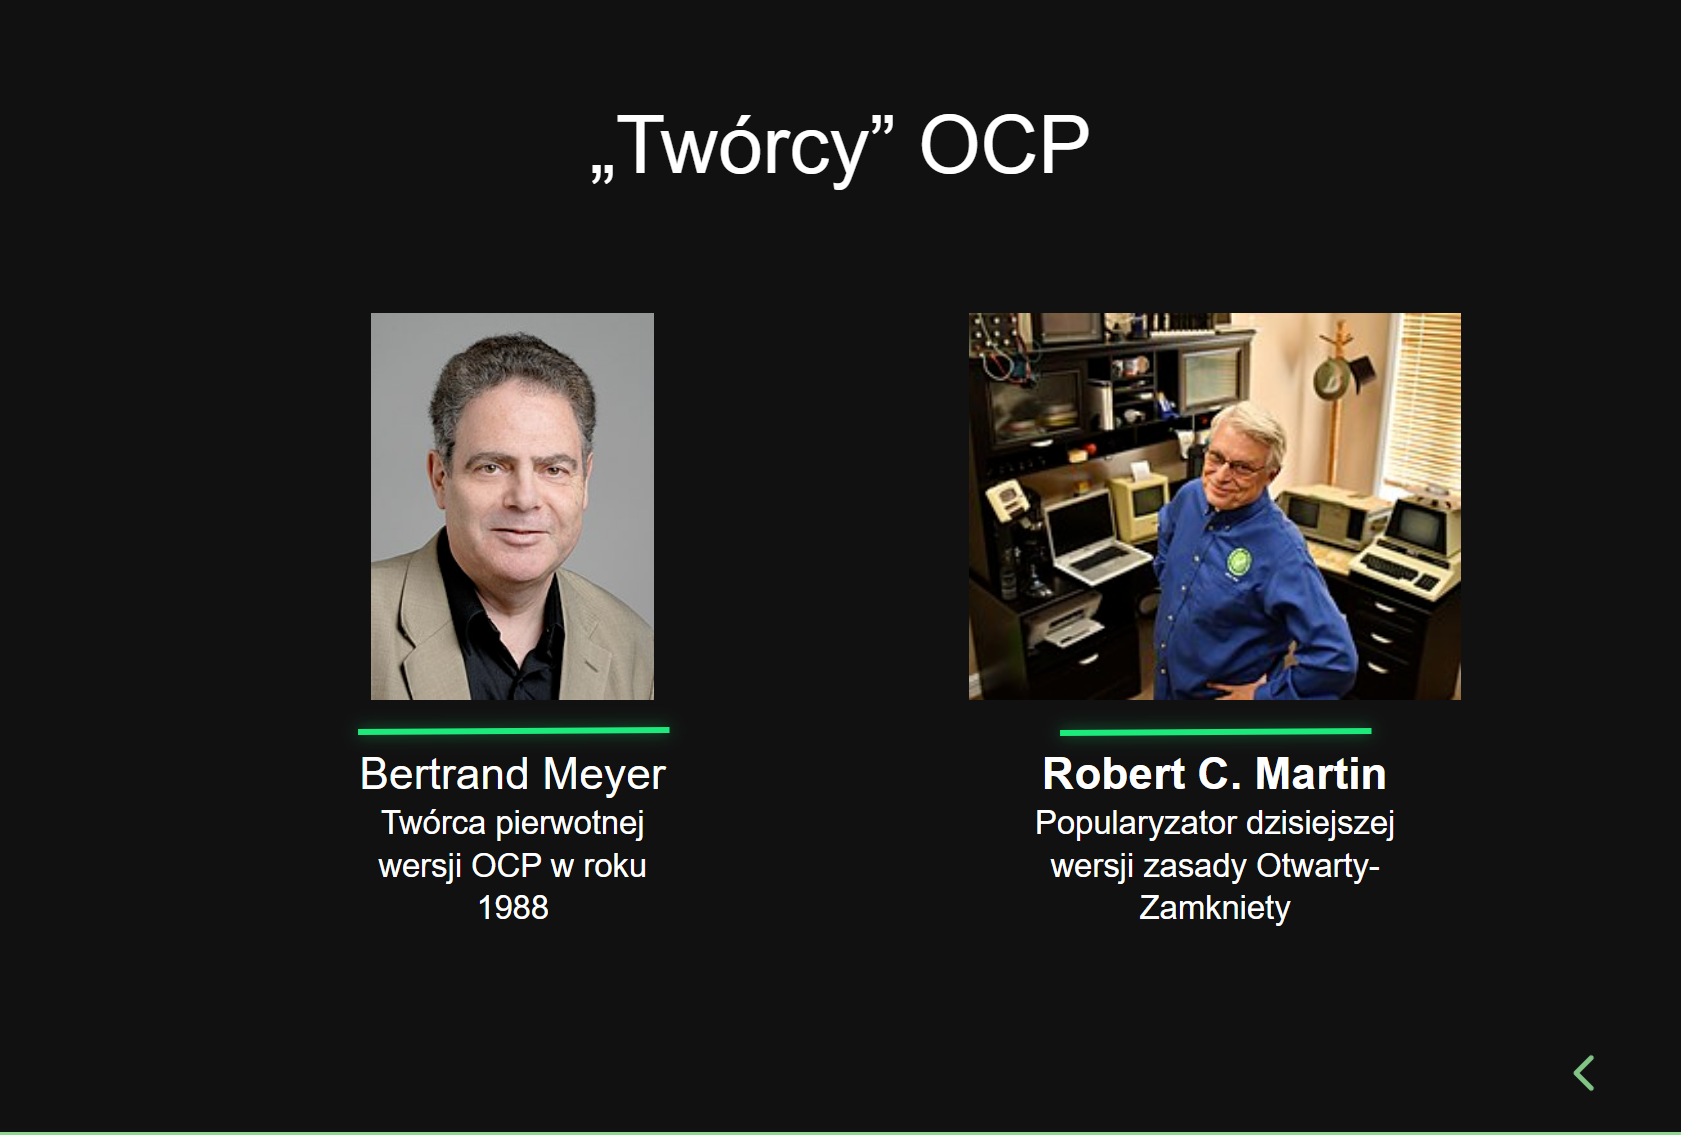 „Twórcy” OCP
Bertrand Meyer
Twórca pierwotnej
wersji OCP w roku
1988
Robert C. Martin
Popularyzator dzisiejszej
wersji zasady Otwarty-
Zamkniety